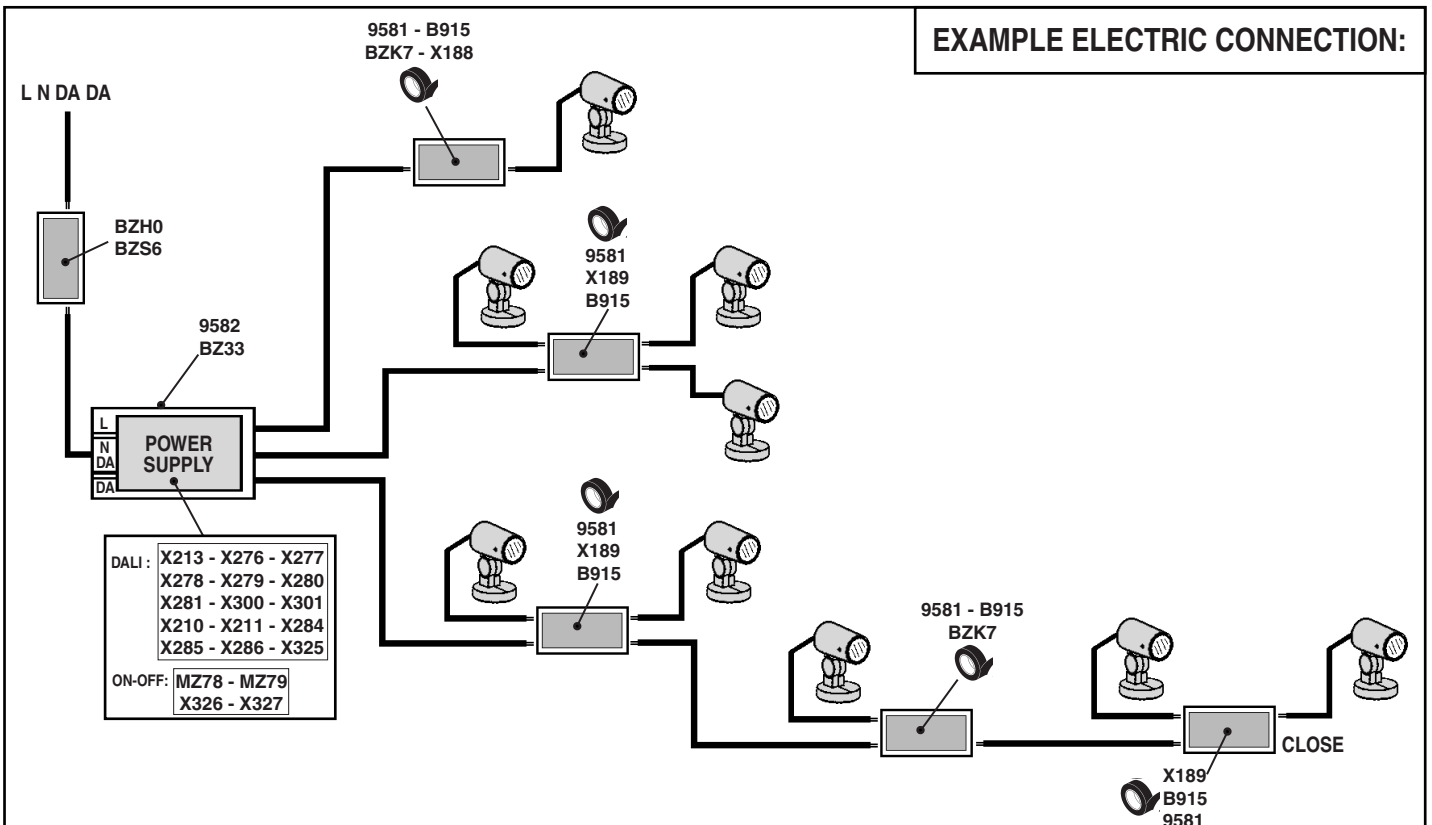 EXAMPLE ELECTRIC CONNECTION:
9581 - B915
BZK7 - X188
L N DA DA
BZH0
BZS6
9581
X189
B915
9582
BZ33
L
N
DA
DA
POWER
SUPPLY
9581
X189
B915
DALI : X213 - X276 - X277
X278 - X279 - X280
X281 - X300 - X301
X210 - X211 - X284
X285 - X286 - X325
ON-OFF: MZ78 - MZ79
X326 - X327
9581 - B915
BZK7
CLOSE
X189
B915
9581